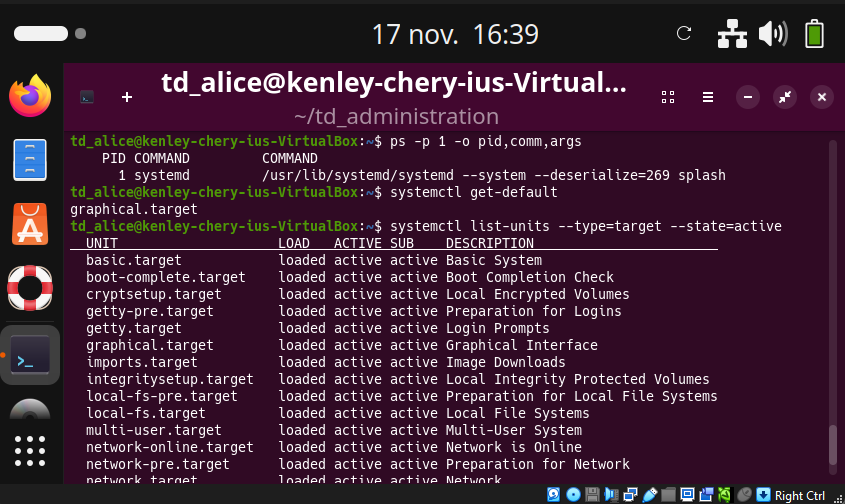 17 nov. 16:39
td_alice@kenley-chery-ius-Virtual...
~/td_administration
td_alice@kenley-chery-ius-VirtualBox:~$ ps -p 1 -o pid,comm,args
PID COMMAND COMMAND
1 systemd /usr/lib/systemd/systemd --system --deserialize=269 splash
td_alice@kenley-chery-ius-VirtualBox:~$ systemctl get-default
graphical.target
td_alice@kenley-chery-ius-VirtualBox:~$ systemctl list-units --type=target --state=active
UNIT LOAD ACTIVE SUB DESCRIPTION
basic.target loaded active active Basic System
boot-complete.target loaded active active Boot Completion Check
cryptsetup.target loaded active active Local Encrypted Volumes
getty-pre.target loaded active active Preparation for Logins
getty.target loaded active active Login Prompts
graphical.target loaded active active Graphical Interface
imports.target loaded active active Image Downloads
integritysetup.target loaded active active Local Integrity Protected Volumes
local-fs-pre.target loaded active active Preparation for Local File Systems
local-fs.target loaded active active Local File Systems
multi-user.target loaded active active Multi-User System
network-online.target loaded active active Network is Online
network-pre.target loaded active active Preparation for Network
network.target loaded active active Network
Right Ctrl